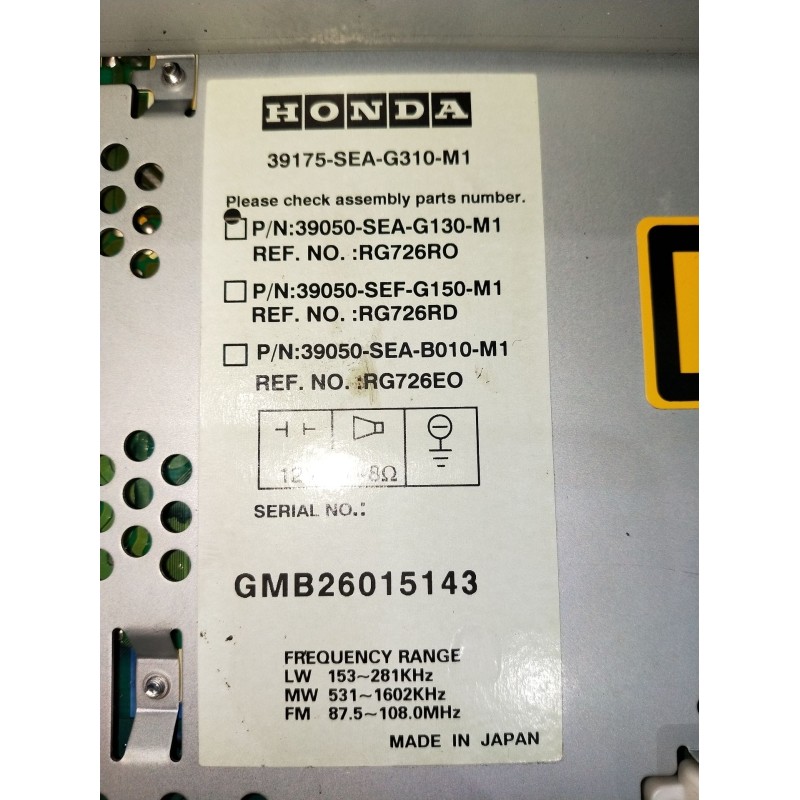 HONDA
39175-SEA-G310-M1
Please check assembly parts number.
P/N:39050-SEA-G130-M1
REF. NO. :RG726RO
P/N:39050-SEF-G150-M1
REF. NO. :RG726RD
P/N:39050-SEA-B010-M1
REF. NO. :RG726EO
12 8Ω
SERIAL NO.:
GMB26015143
FREQUENCY RANGE
LW 153~281KHz
MW 531~1602KHz
FM 87.5~108.0MHz
MADE IN JAPAN